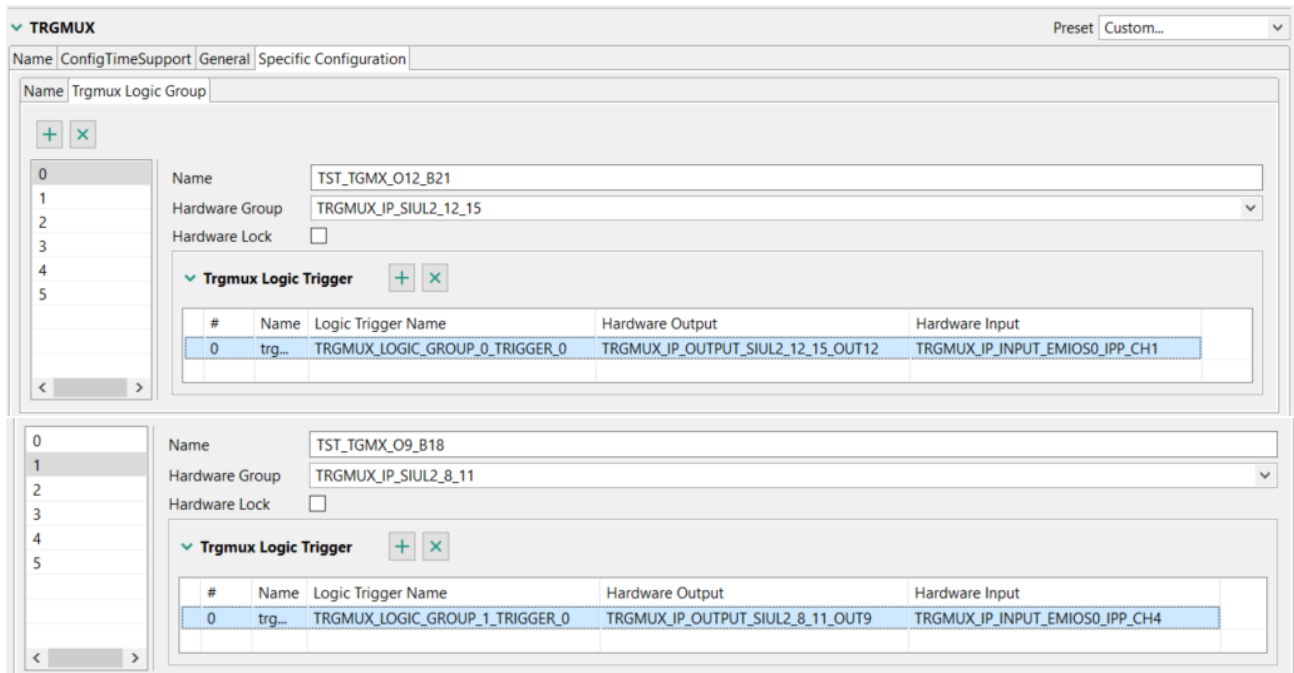 TRGMUX Preset Custom...
Name ConfigTimeSupport General Specific Configuration
Name Trgmux Logic Group
0
1
2
3
4
5
Name TST_TGMX_O12_B21
Hardware Group TRGMUX_IP_SIUL2_12_15
Hardware Lock
Trgmux Logic Trigger
# Name Logic Trigger Name Hardware Output Hardware Input
0 trg... TRGMUX_LOGIC_GROUP_0_TRIGGER_0 TRGMUX_IP_OUTPUT_SIUL2_12_15_OUT12 TRGMUX_IP_INPUT_EMIOS0_IPP_CH1
0
1
2
3
4
5
Name TST_TGMX_O9_B18
Hardware Group TRGMUX_IP_SIUL2_8_11
Hardware Lock
Trgmux Logic Trigger
# Name Logic Trigger Name Hardware Output Hardware Input
0 trg... TRGMUX_LOGIC_GROUP_1_TRIGGER_0 TRGMUX_IP_OUTPUT_SIUL2_8_11_OUT9 TRGMUX_IP_INPUT_EMIOS0_IPP_CH4